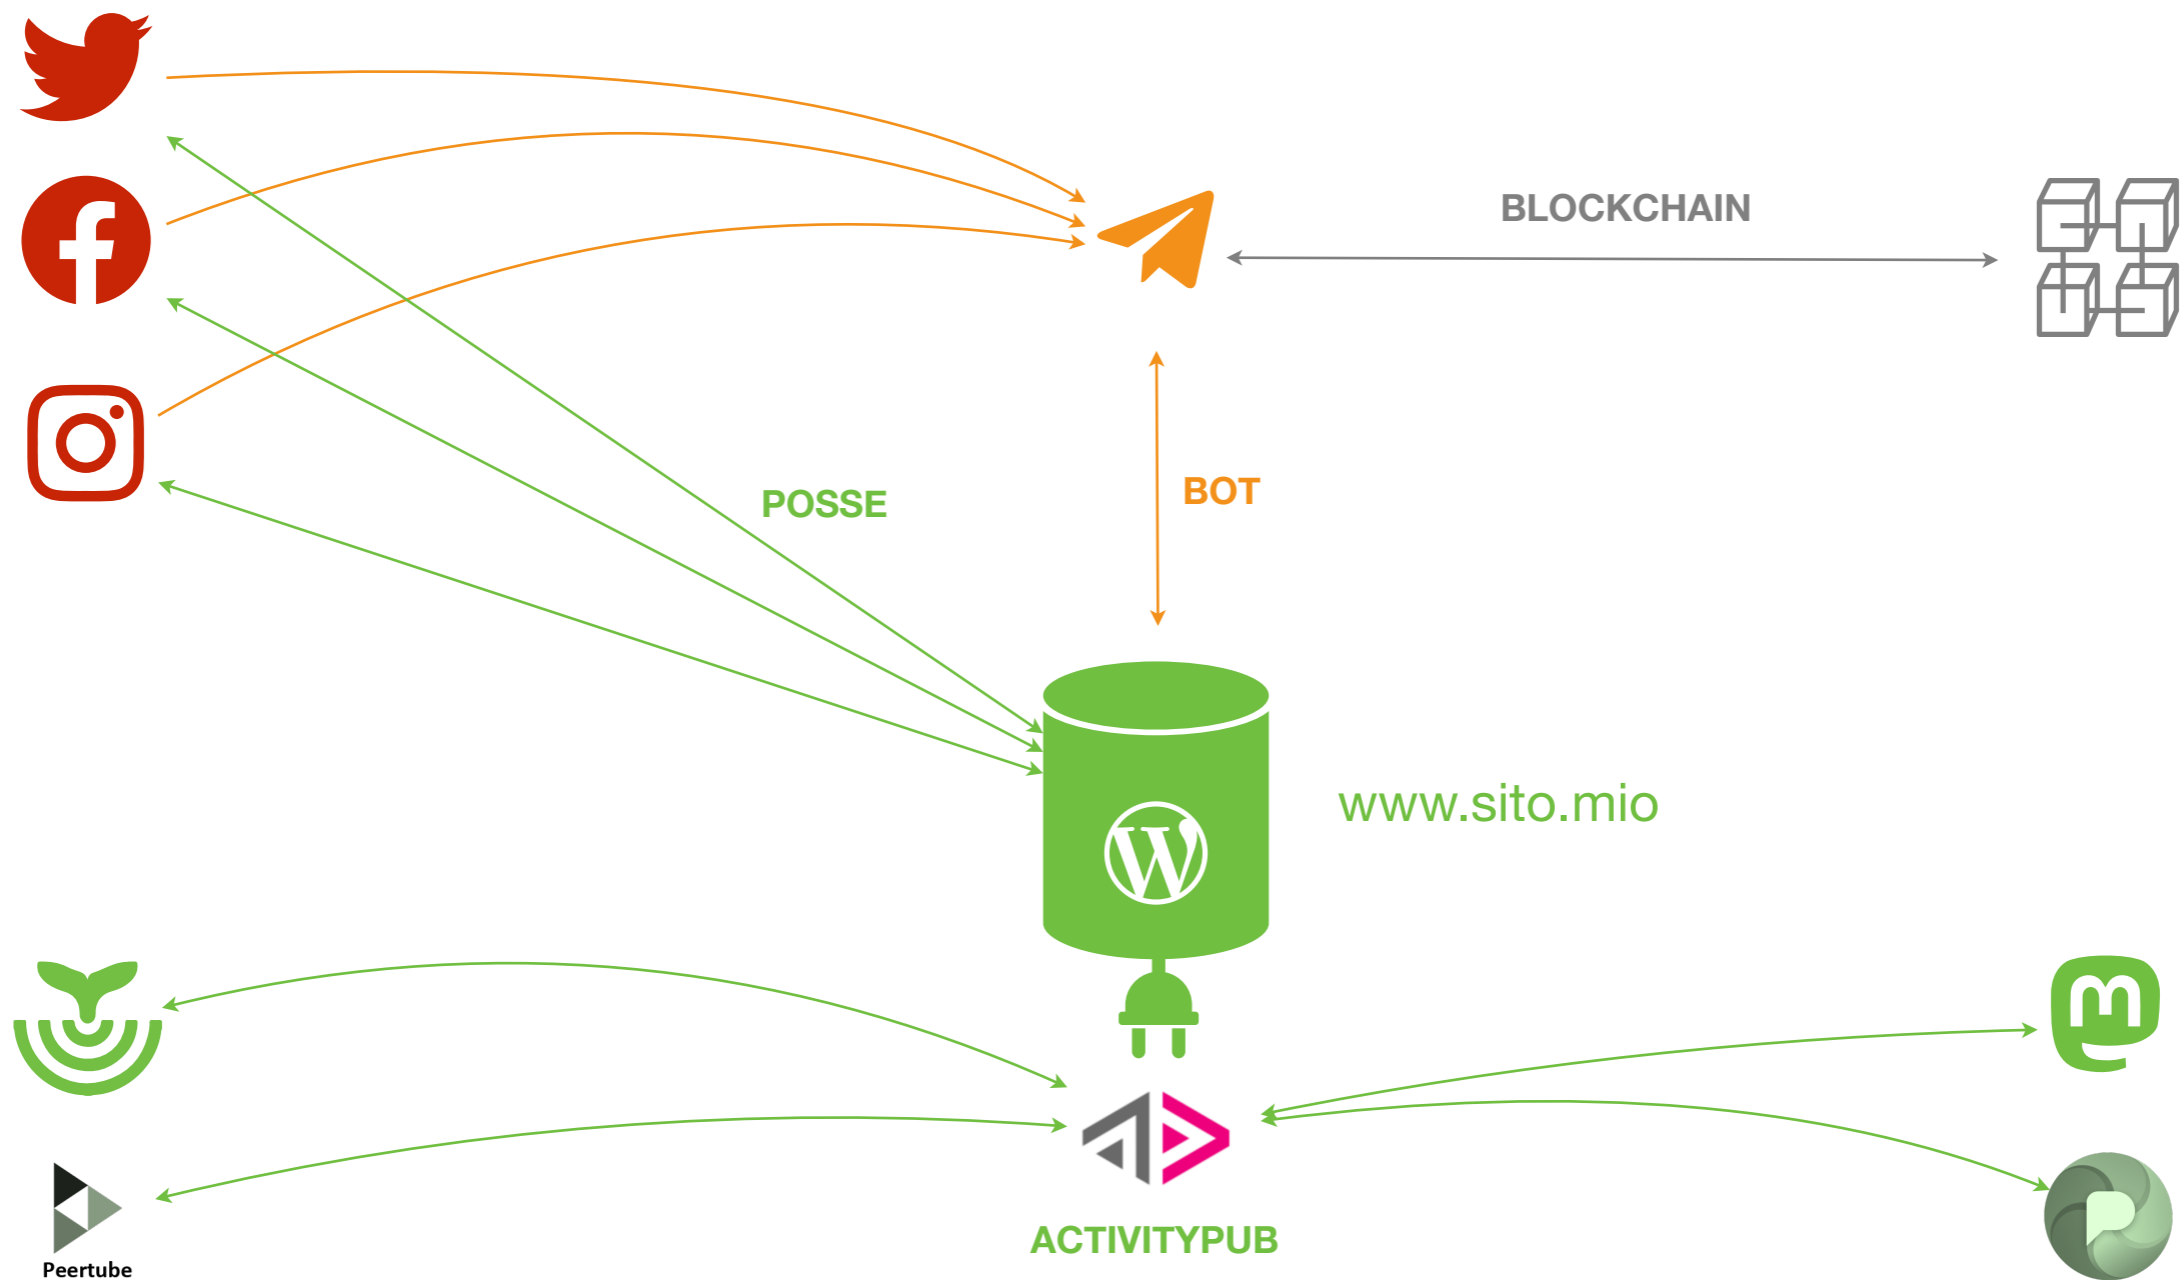 BLOCKCHAIN
POSSE
BOT
www.sito.mio
ACTIVITYPUB
Peertube